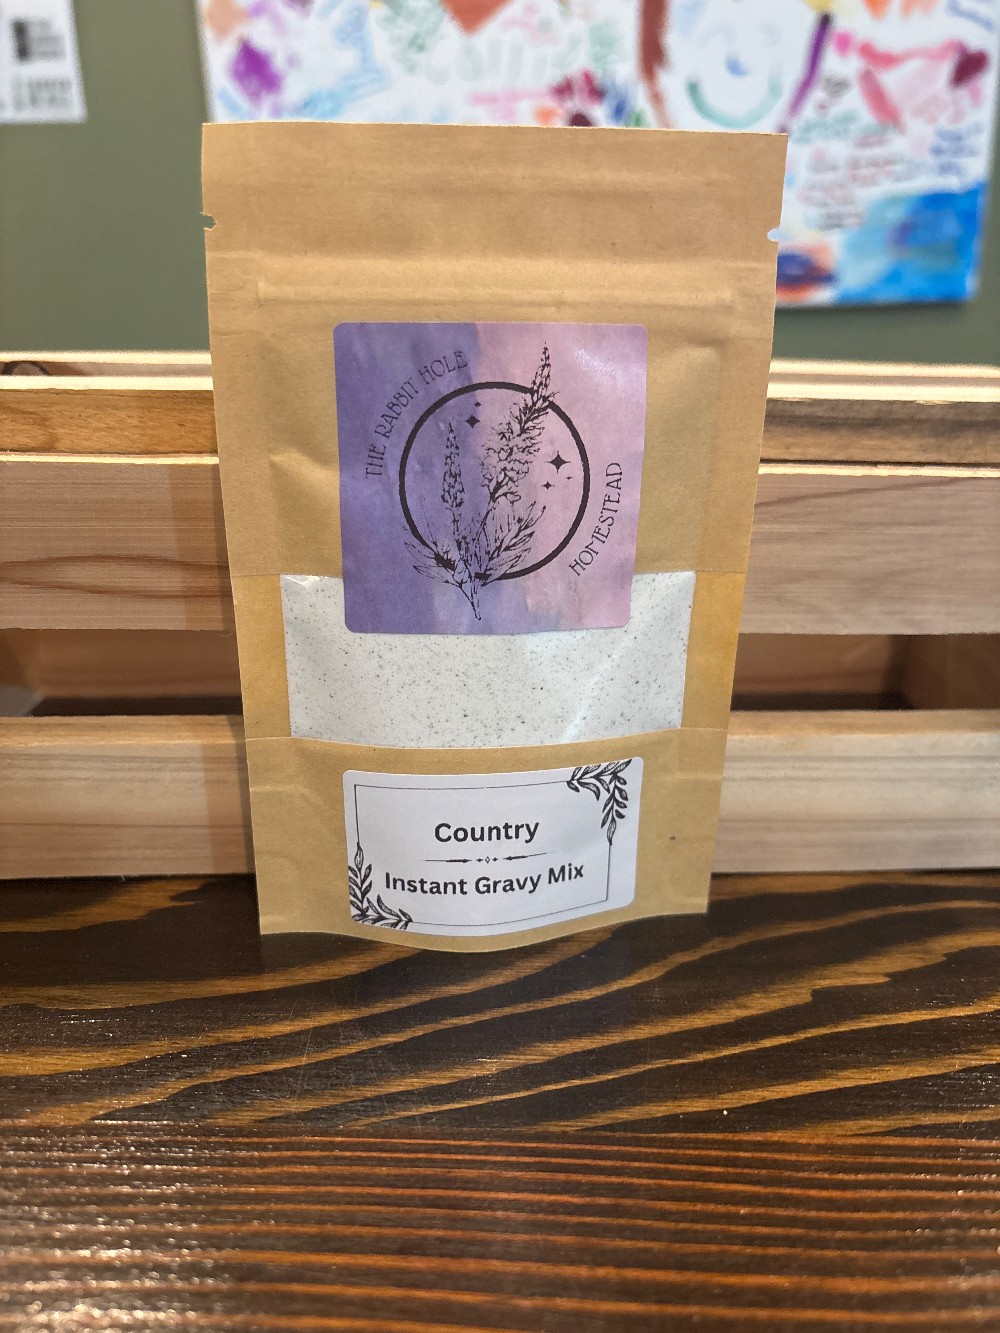 THE RABBIT HOLE
HOMESTEAD
Country
Instant Gravy Mix